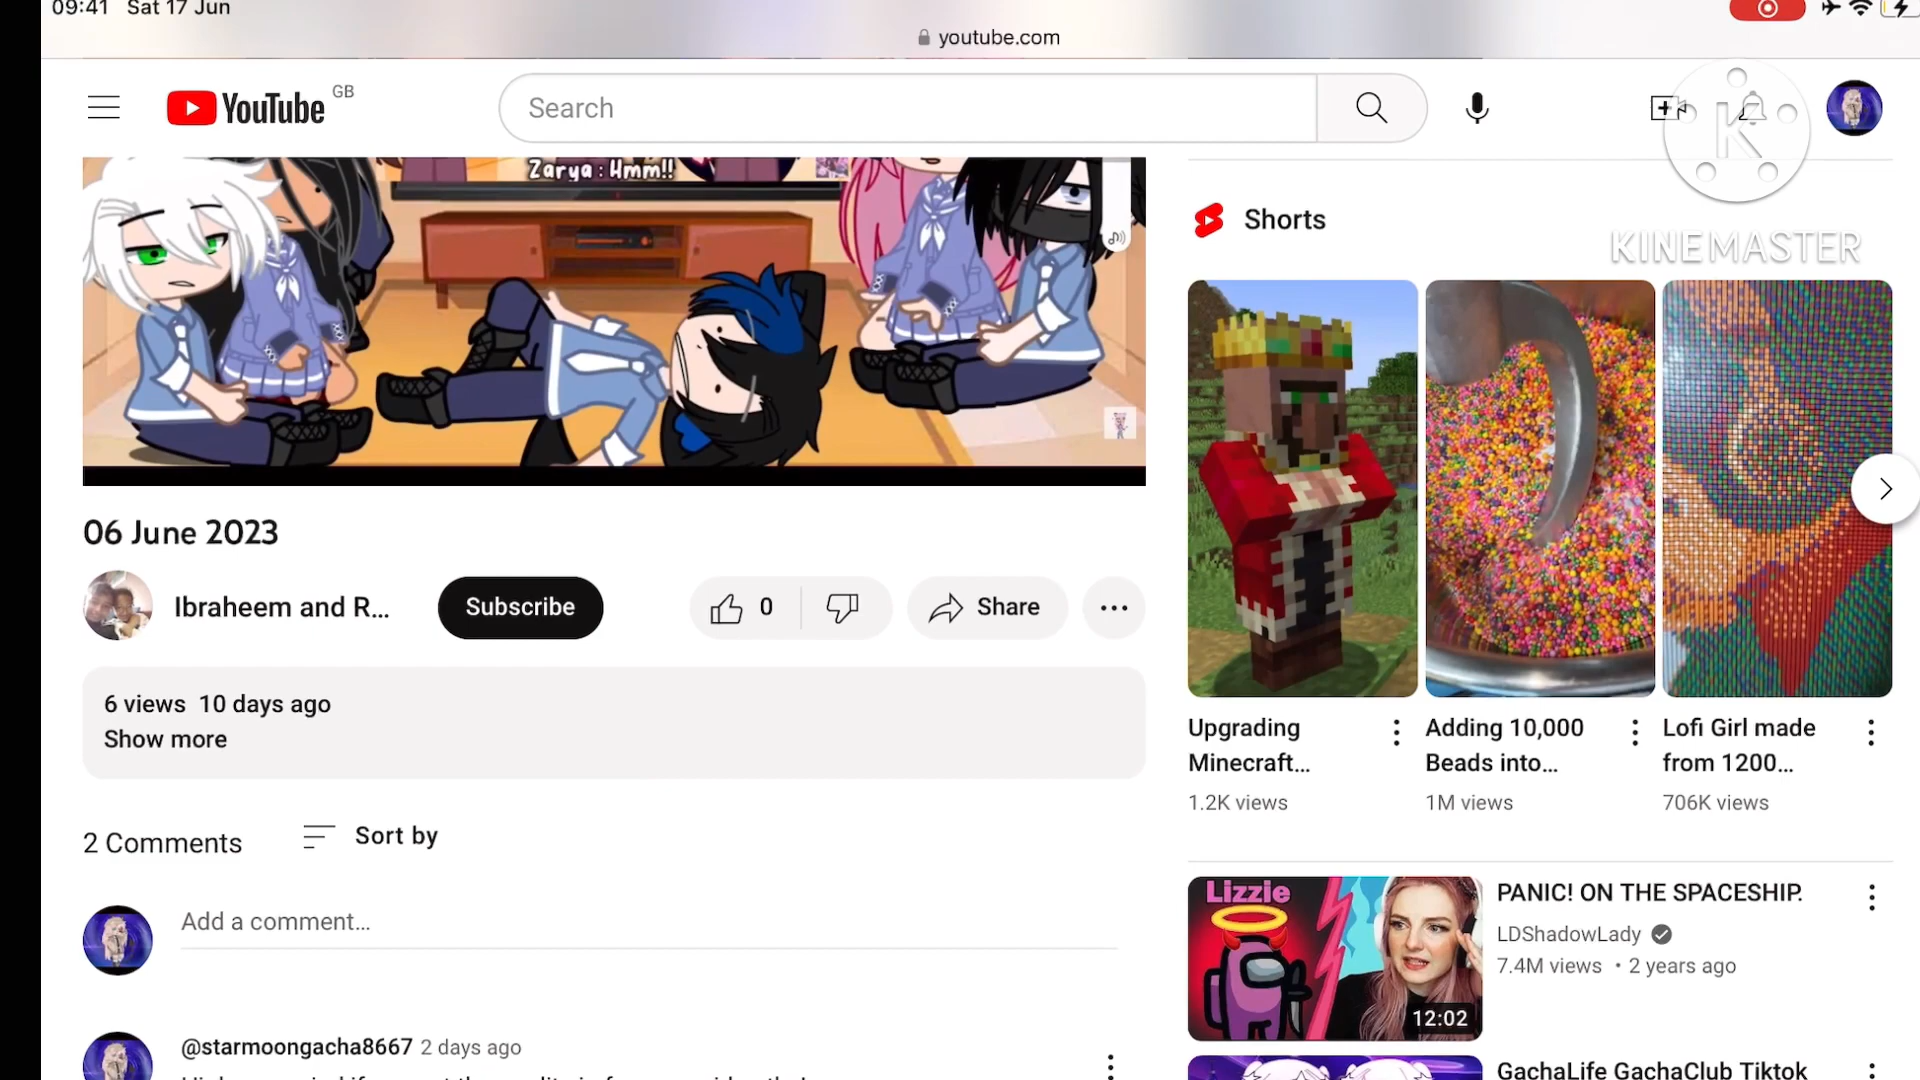 09:41 Sat 17 Jun
youtube.com
YouTube GB
Search
KINEMASTER
Zarya : Hmm!!
Shorts
06 June 2023
Ibraheem and R...
Subscribe
0
Share
6 views 10 days ago
Show more
2 Comments
Sort by
Add a comment...
@starmoongacha8667 2 days ago
Upgrading
Minecraft...
1.2K views
Adding 10,000
Beads into...
1M views
Lofi Girl made
from 1200...
706K views
Lizzie
12:02
PANIC! ON THE SPACESHIP.
LDShadowLady
7.4M views • 2 years ago
GachaLife GachaClub Tiktok